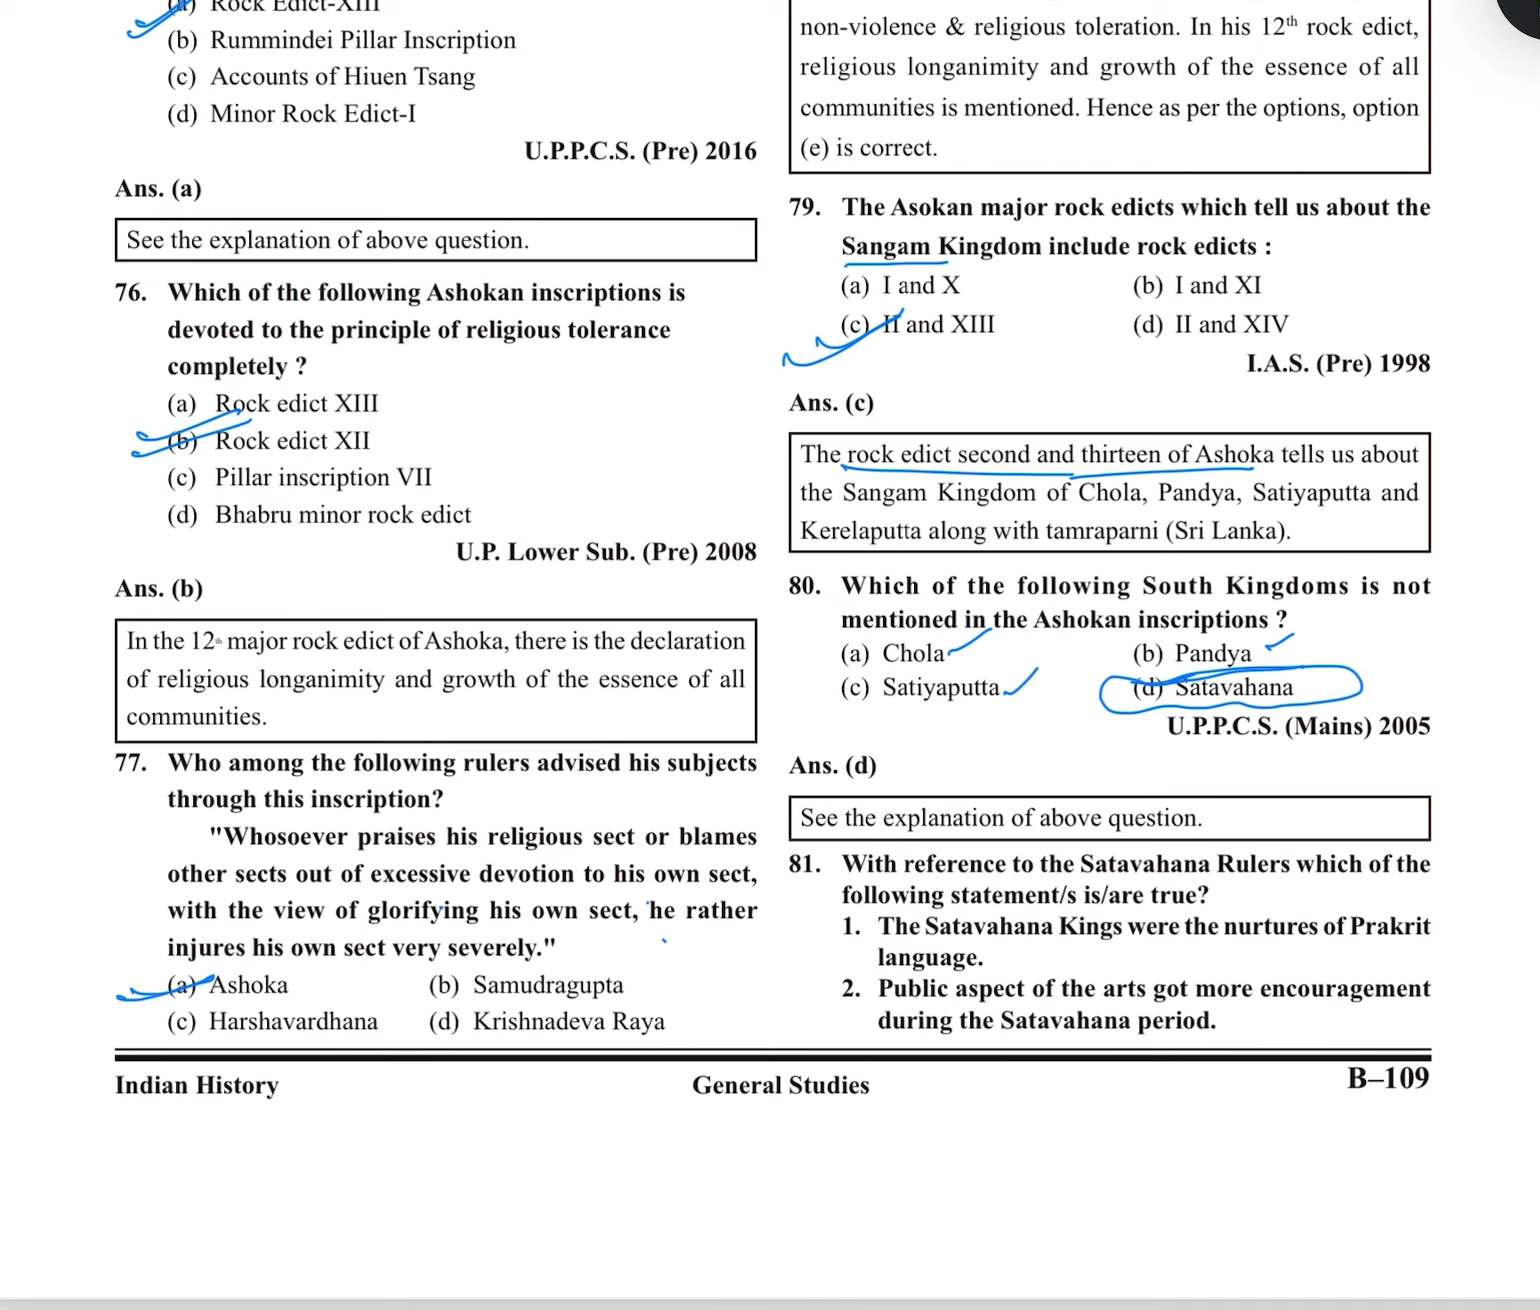 (a) Rock Edict-XIII
(b) Rummindei Pillar Inscription
(c) Accounts of Hiuen Tsang
(d) Minor Rock Edict-I
U.P.P.C.S. (Pre) 2016
Ans. (a)
See the explanation of above question.
76. Which of the following Ashokan inscriptions is
devoted to the principle of religious tolerance
completely ?
(a) Rock edict XIII
(b) Rock edict XII
(c) Pillar inscription VII
(d) Bhabru minor rock edict
U.P. Lower Sub. (Pre) 2008
Ans. (b)
In the 12th major rock edict of Ashoka, there is the declaration
of religious longanimity and growth of the essence of all
communities.
77. Who among the following rulers advised his subjects
through this inscription?
"Whosoever praises his religious sect or blames
other sects out of excessive devotion to his own sect,
with the view of glorifying his own sect, he rather
injures his own sect very severely."
(a) Ashoka (b) Samudragupta
(c) Harshavardhana (d) Krishnadeva Raya
non-violence & religious toleration. In his 12th rock edict,
religious longanimity and growth of the essence of all
communities is mentioned. Hence as per the options, option
(e) is correct.
79. The Asokan major rock edicts which tell us about the
Sangam Kingdom include rock edicts :
(a) I and X (b) I and XI
(c) II and XIII (d) II and XIV
I.A.S. (Pre) 1998
Ans. (c)
The rock edict second and thirteen of Ashoka tells us about
the Sangam Kingdom of Chola, Pandya, Satiyaputta and
Kerelaputta along with tamraparni (Sri Lanka).
80. Which of the following South Kingdoms is not
mentioned in the Ashokan inscriptions ?
(a) Chola (b) Pandya
(c) Satiyaputta (d) Satavahana
U.P.P.C.S. (Mains) 2005
Ans. (d)
See the explanation of above question.
81. With reference to the Satavahana Rulers which of the
following statement/s is/are true?
1. The Satavahana Kings were the nurtures of Prakrit
language.
2. Public aspect of the arts got more encouragement
during the Satavahana period.
Indian History General Studies B–109